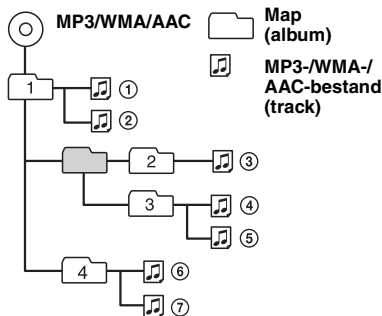 MP3/WMA/AAC
Map
(album)
MP3-/WMA-/
AAC-bestand
(track)
1
①
②
2
③
3
④
⑤
4
⑥
⑦